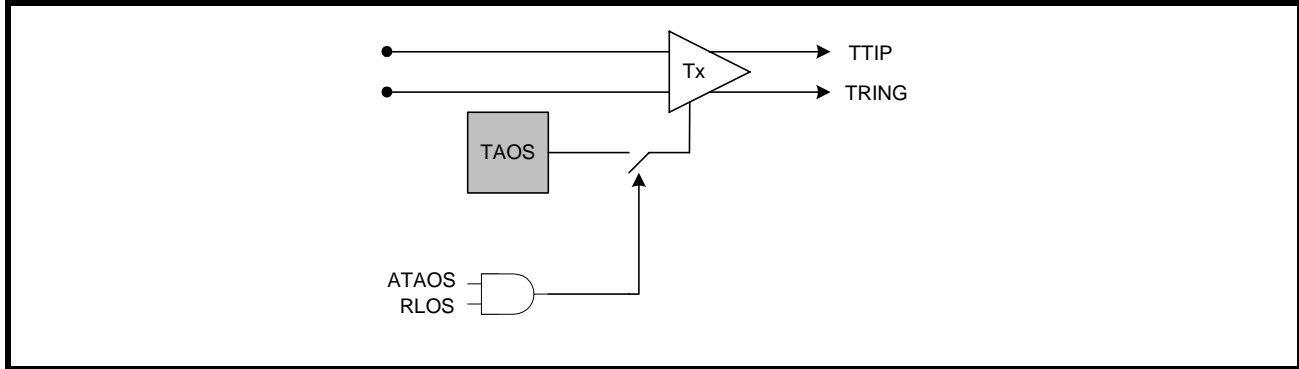 TTIP
Tx
TRING
TAOS
ATAOS
RLOS